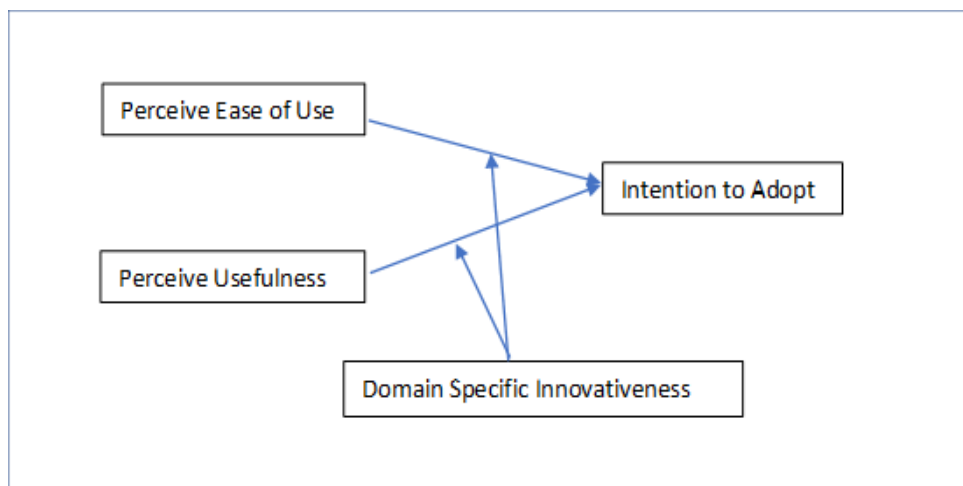 Perceive Ease of Use
Intention to Adopt
Perceive Usefulness
Domain Specific Innovativeness